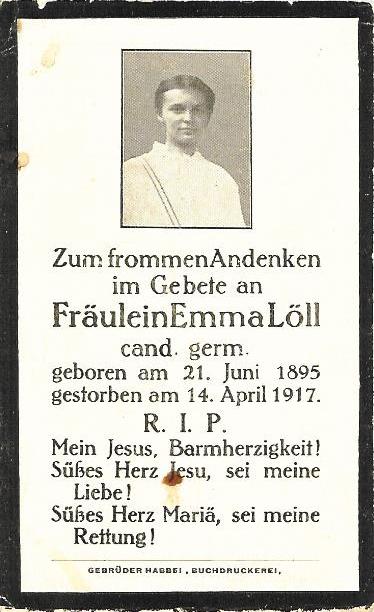 Zum frommen Andenken
im Gebete an
Fräulein Emma Löll
cand. germ.
geboren am 21. Juni 1895
gestorben am 14. April 1917.
R. I. P.
Mein Jesus, Barmherzigkeit!
Süßes Herz Jesu, sei meine
Liebe!
Süßes Herz Mariä, sei meine
Rettung!
GEBRÜDER HABBEL, BUCHDRUCKEREI,